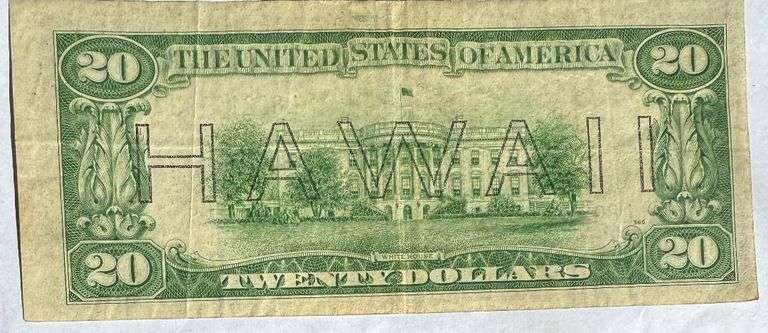 20 THE UNITED STATES OF AMERICA 20
HAWAII
WHITE HOUSE
20 TWENTY DOLLARS 20